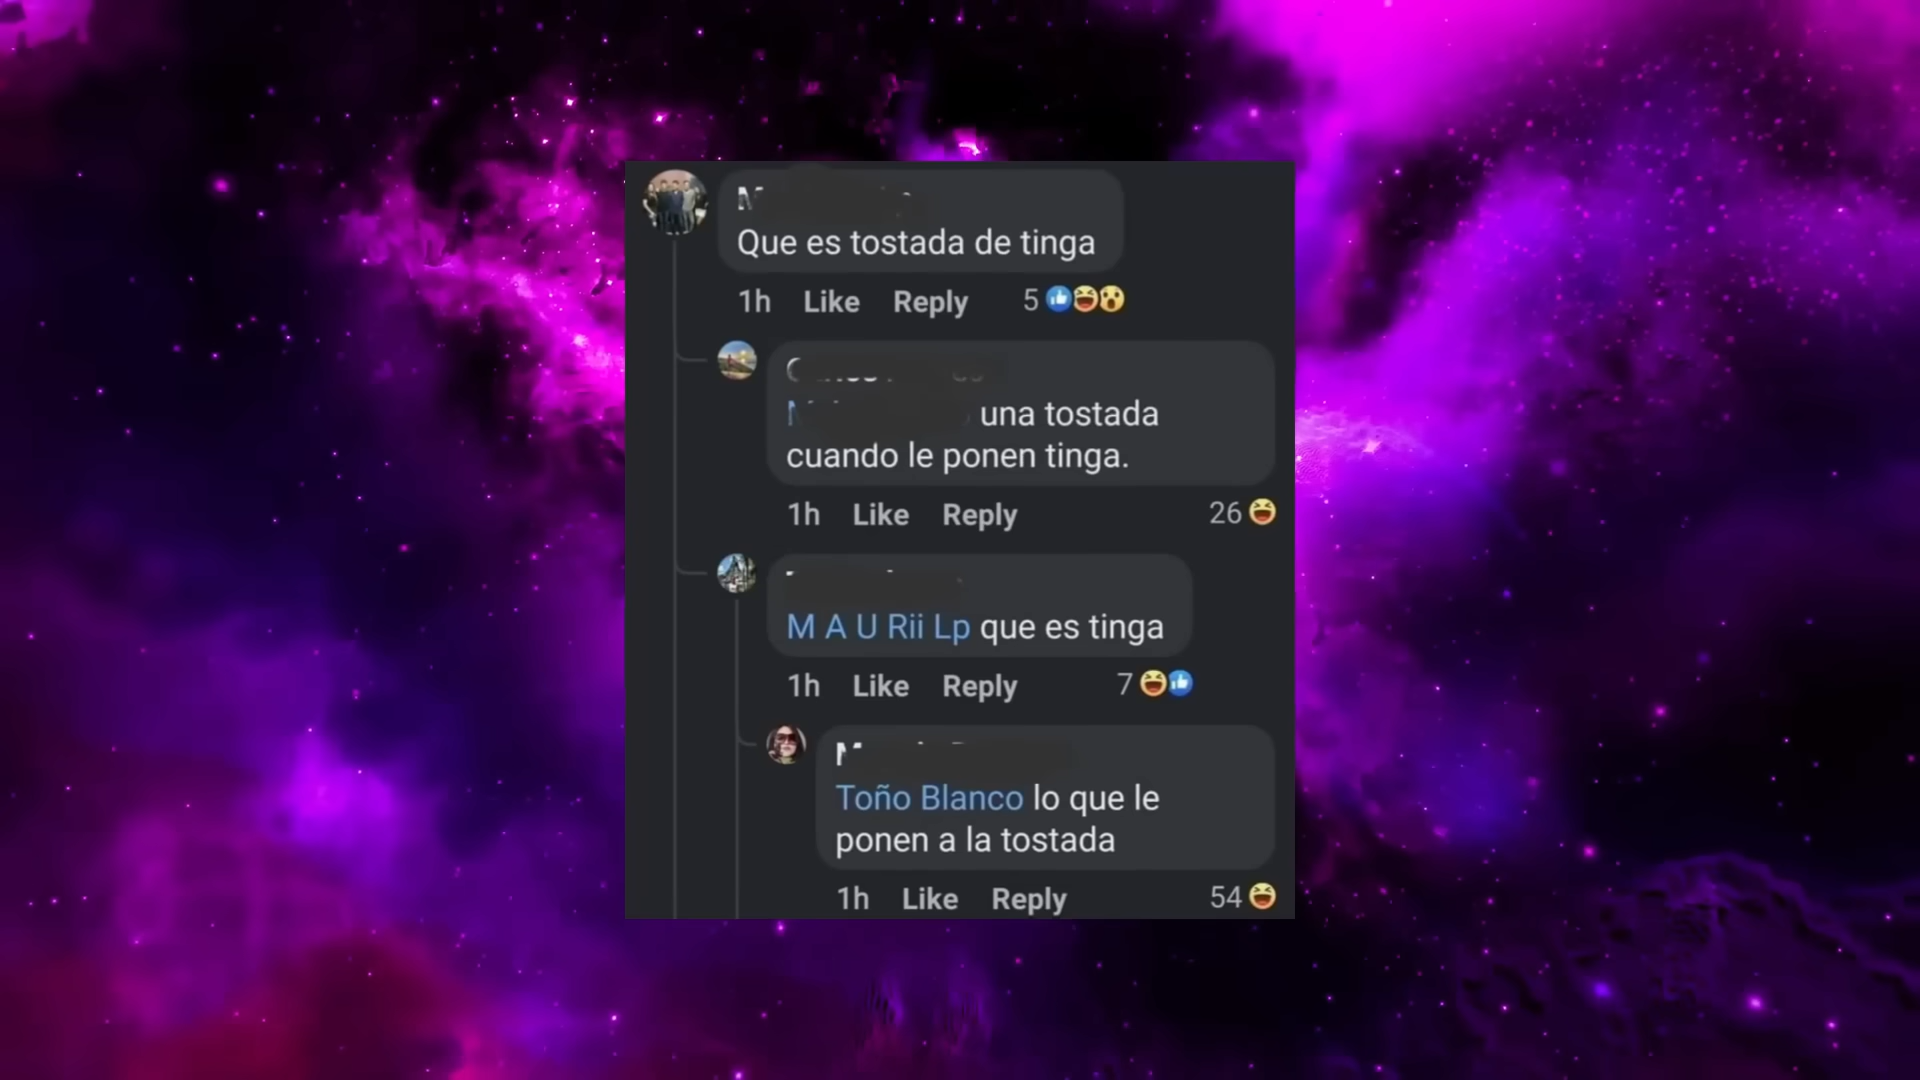 Que es tostada de tinga
1h Like Reply 5
una tostada
cuando le ponen tinga.
1h Like Reply 26
M A U Rii Lp que es tinga
1h Like Reply 7
Toño Blanco lo que le
ponen a la tostada
1h Like Reply 54